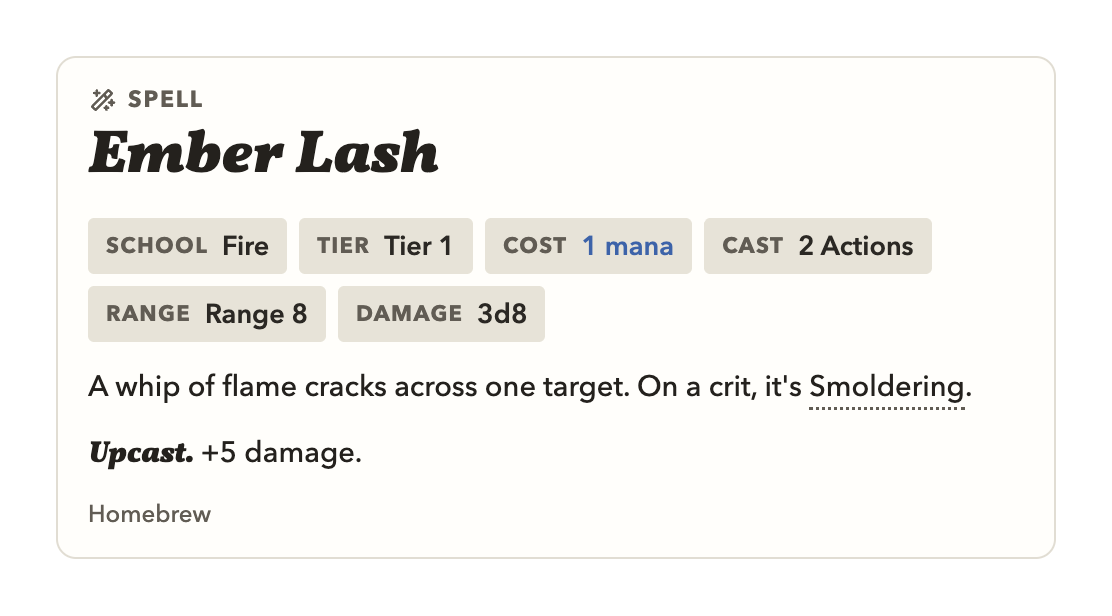 SPELL
Ember Lash
SCHOOL Fire TIER Tier 1 COST 1 mana CAST 2 Actions
RANGE Range 8 DAMAGE 3d8
A whip of flame cracks across one target. On a crit, it's Smoldering.
Upcast. +5 damage.
Homebrew